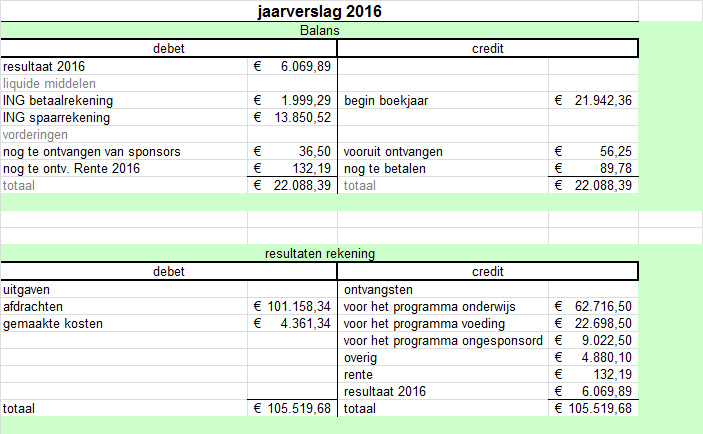 jaarverslag 2016
Balans
debet credit
resultaat 2016 € 6.069,89
liquide middelen
ING betaalrekening € 1.999,29 begin boekjaar € 21.942,36
ING spaarrekening € 13.850,52
vorderingen
nog te ontvangen van sponsors € 36,50 vooruit ontvangen € 56,25
nog te ontv. Rente 2016 € 132,19 nog te betalen € 89,78
totaal € 22.088,39 totaal € 22.088,39
resultaten rekening
debet credit
uitgaven ontvangsten
afdrachten € 101.158,34 voor het programma onderwijs € 62.716,50
gemaakte kosten € 4.361,34 voor het programma voeding € 22.698,50
voor het programma ongesponsord € 9.022,50
overig € 4.880,10
rente € 132,19
resultaat 2016 € 6.069,89
totaal € 105.519,68 totaal € 105.519,68